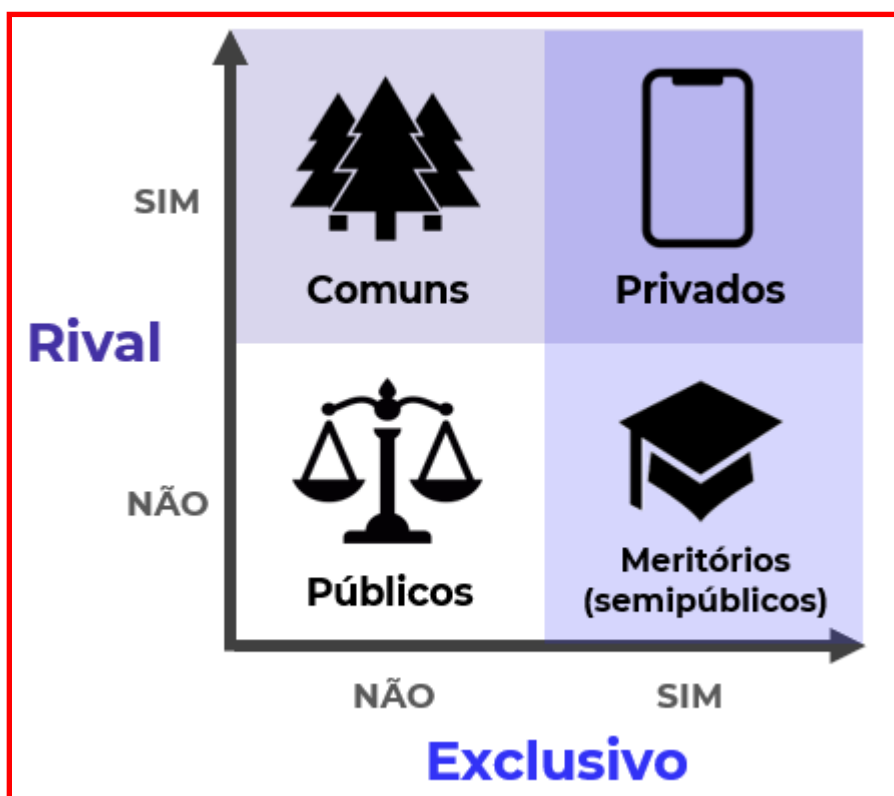 SIM
Comuns
Privados
Rival
NÃO
Públicos
Meritórios
(semipúblicos)
NÃO
SIM
Exclusivo